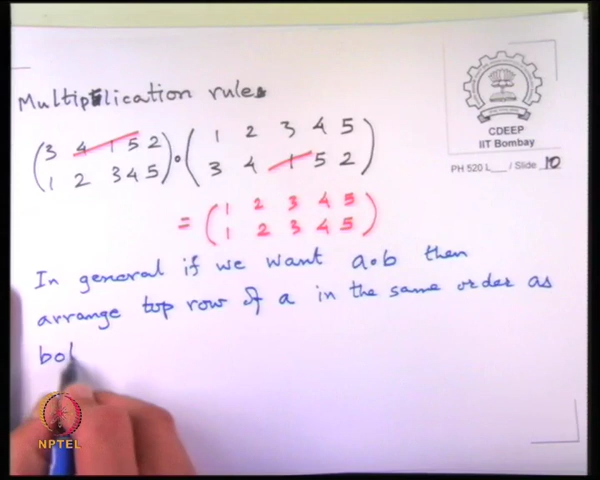 Multiplication rules
(3 4 1 5 2) (1 2 3 4 5)
(1 2 3 4 5) • (3 4 1 5 2)
= (1 2 3 4 5)
(1 2 3 4 5)
In general if we want a∘b then
arrange top row of a in the same order as
bot
CDEEP
IIT Bombay
PH 520 L___ / Slide 10
NPTEL